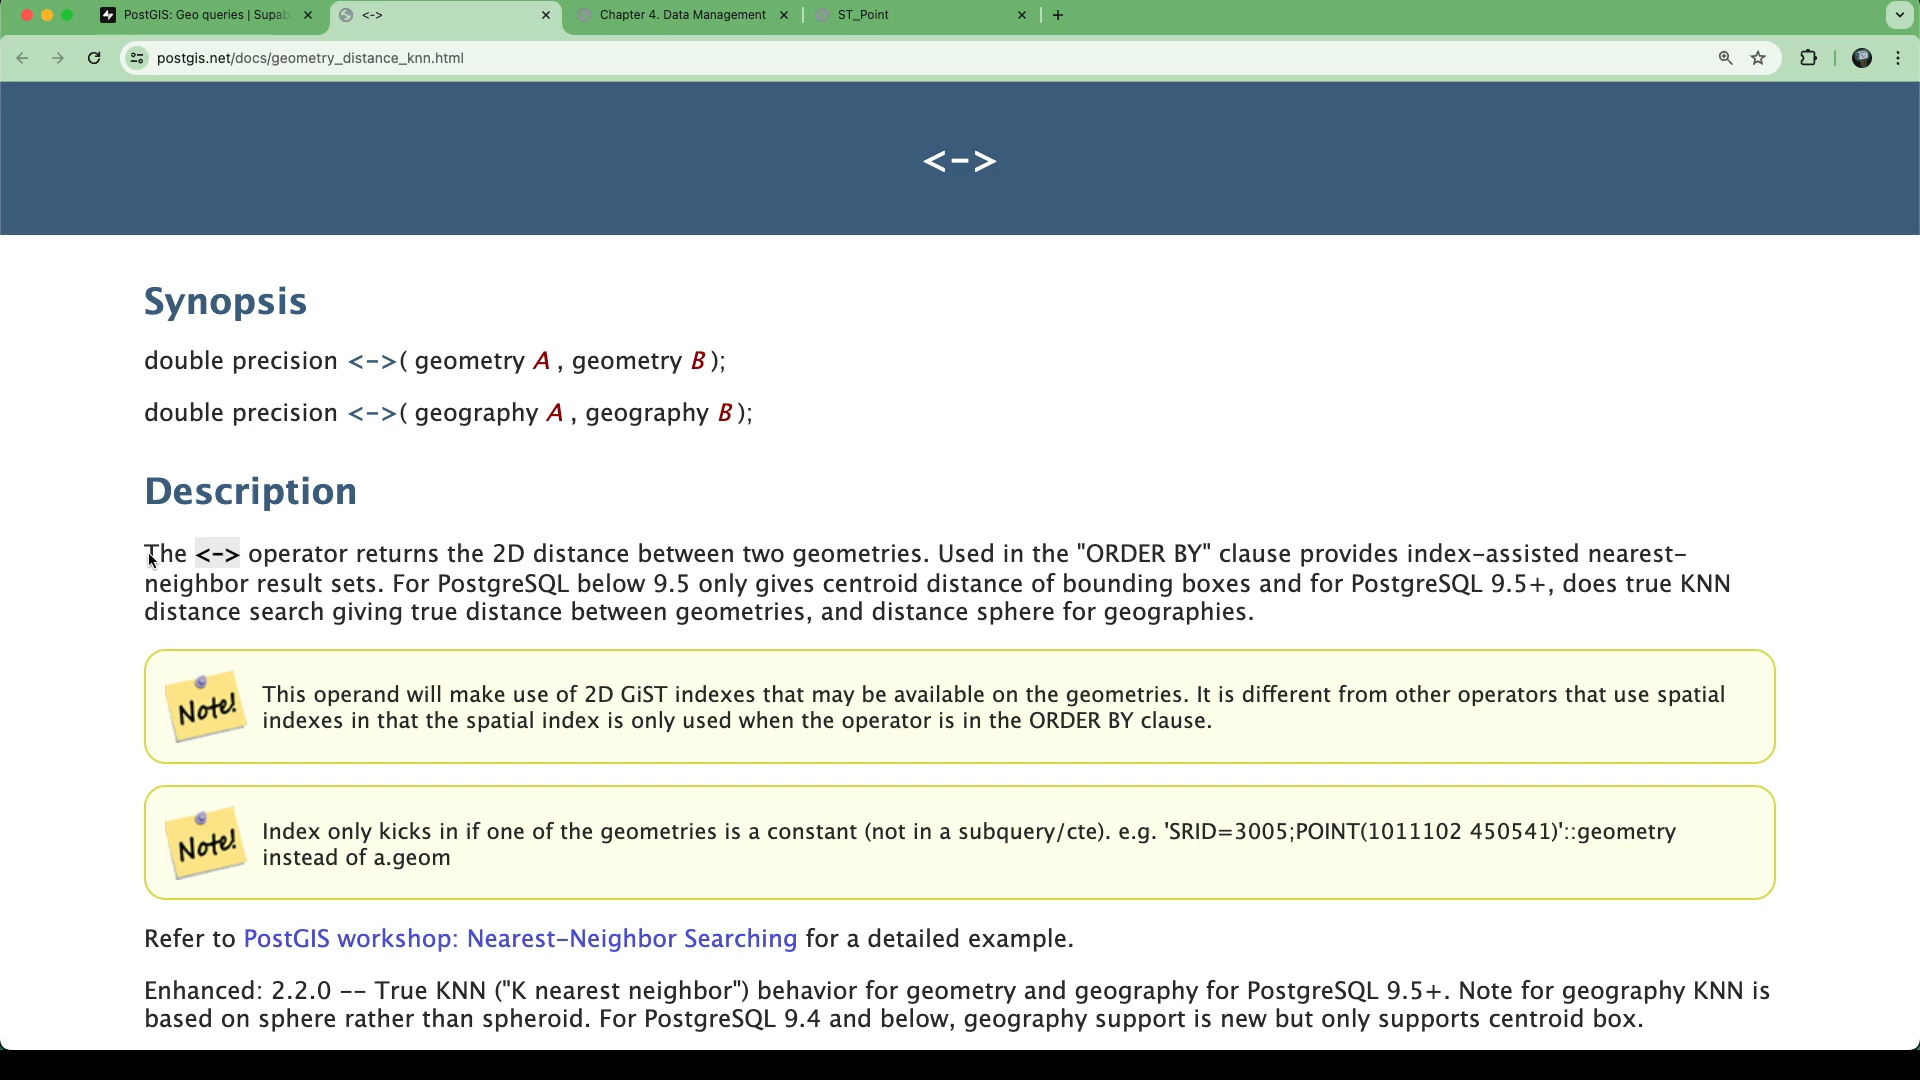 PostGIS: Geo queries | Supab
<->
Chapter 4. Data Management
ST_Point
postgis.net/docs/geometry_distance_knn.html
<->
Synopsis
double precision <->( geometry A , geometry B );
double precision <->( geography A , geography B );
Description
The <-> operator returns the 2D distance between two geometries. Used in the "ORDER BY" clause provides index-assisted nearest-
neighbor result sets. For PostgreSQL below 9.5 only gives centroid distance of bounding boxes and for PostgreSQL 9.5+, does true KNN
distance search giving true distance between geometries, and distance sphere for geographies.
Note!
This operand will make use of 2D GiST indexes that may be available on the geometries. It is different from other operators that use spatial
indexes in that the spatial index is only used when the operator is in the ORDER BY clause.
Note!
Index only kicks in if one of the geometries is a constant (not in a subquery/cte). e.g. 'SRID=3005;POINT(1011102 450541)'::geometry
instead of a.geom
Refer to PostGIS workshop: Nearest-Neighbor Searching for a detailed example.
Enhanced: 2.2.0 -- True KNN ("K nearest neighbor") behavior for geometry and geography for PostgreSQL 9.5+. Note for geography KNN is
based on sphere rather than spheroid. For PostgreSQL 9.4 and below, geography support is new but only supports centroid box.